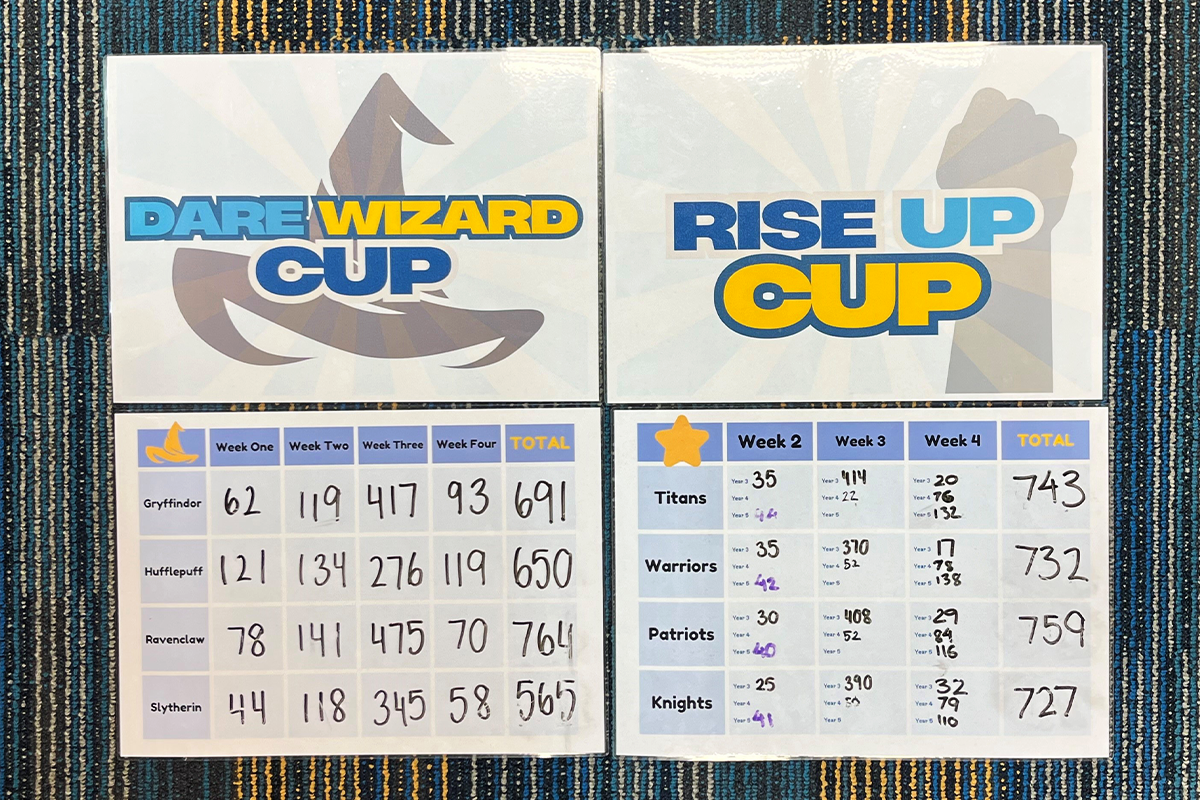 DARE WIZARD
CUP
RISE UP
CUP
Week One Week Two Week Three Week Four TOTAL
Gryffindor 62 119 417 93 691
Hufflepuff 121 134 276 119 650
Ravenclaw 78 141 475 70 764
Slytherin 44 118 345 58 565
Week 2 Week 3 Week 4 TOTAL
Titans
Year 3 35 Year 3 414 Year 3 20
Year 4 Year 4 22 Year 4 76
Year 5 44 Year 5 Year 5 132
743
Warriors
Year 3 35 Year 3 370 Year 3 17
Year 4 Year 4 52 Year 4 78
Year 5 42 Year 5 Year 5 138
732
Patriots
Year 3 30 Year 3 408 Year 3 29
Year 4 Year 4 52 Year 4 84
Year 5 40 Year 5 Year 5 116
759
Knights
Year 3 25 Year 3 390 Year 3 32
Year 4 Year 4 50 Year 4 79
Year 5 41 Year 5 Year 5 110
727